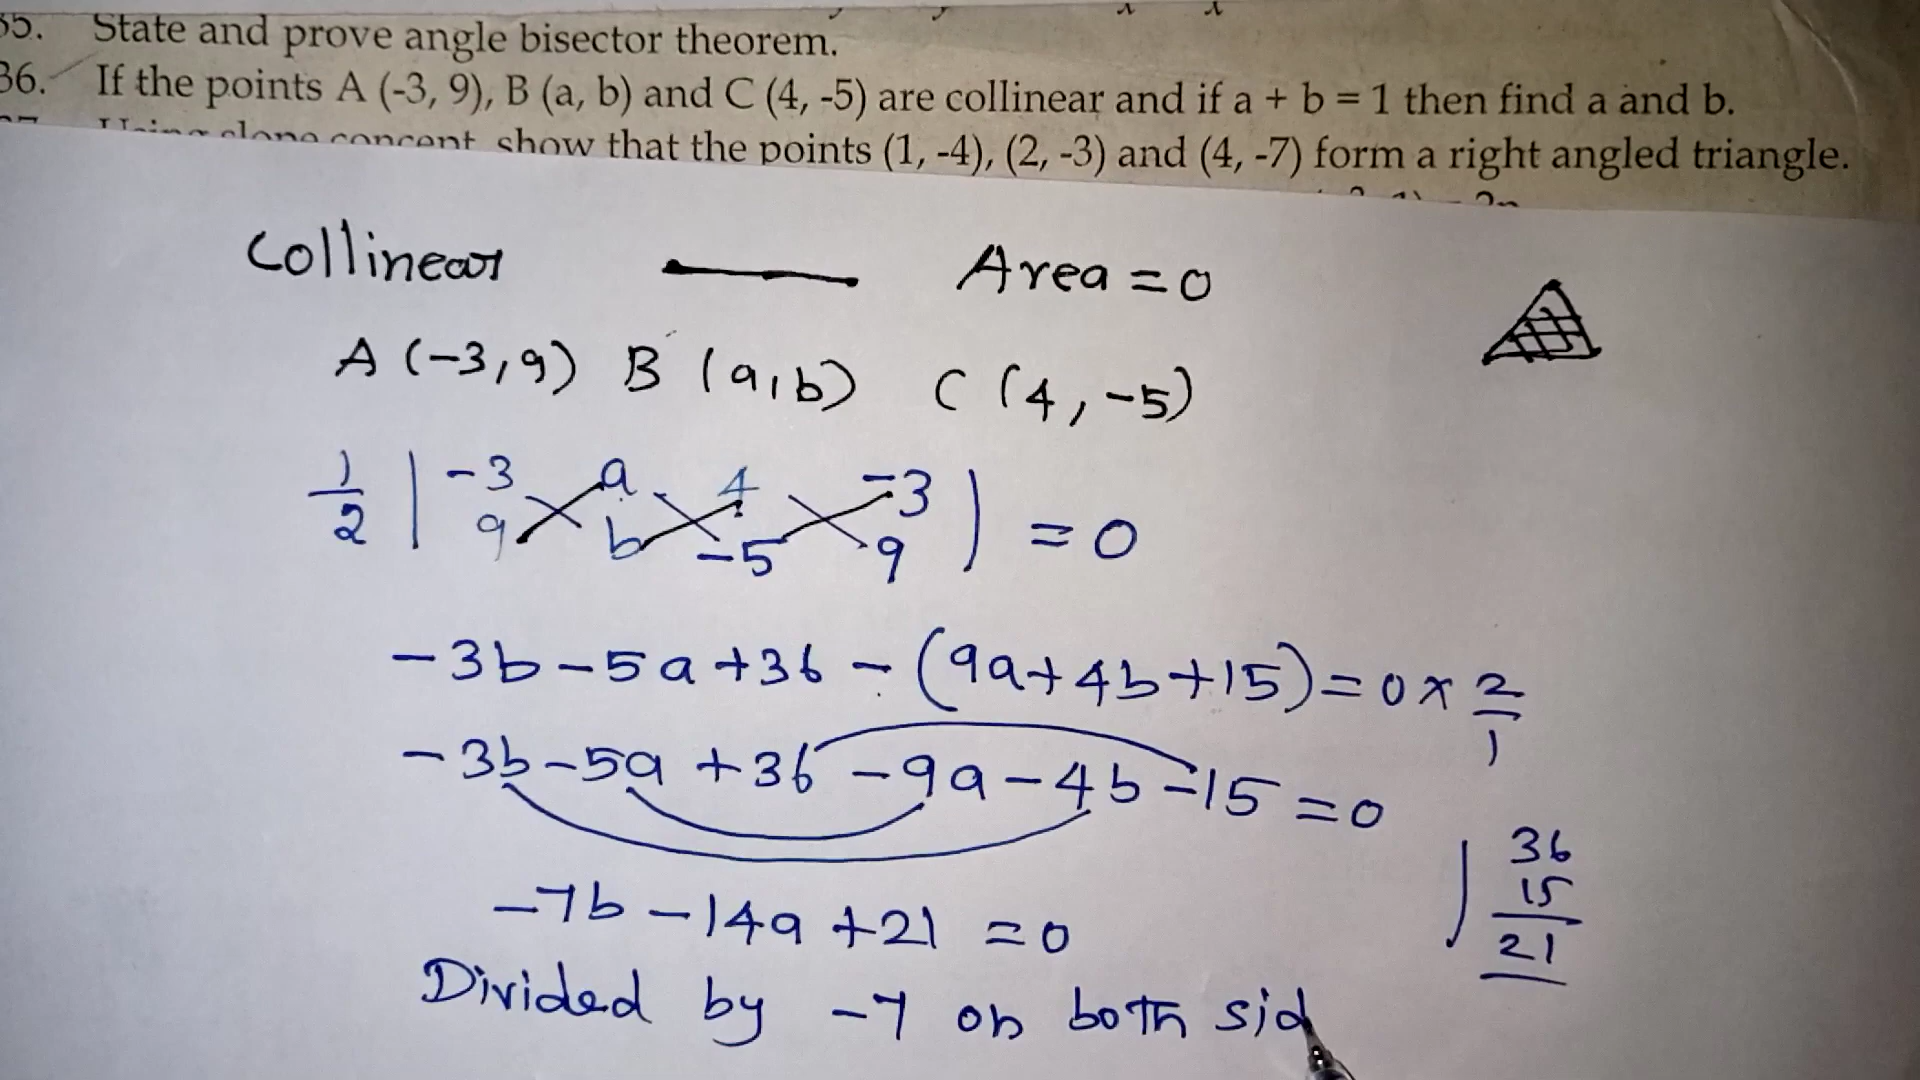 35. State and prove angle bisector theorem.
36. If the points A (-3, 9), B (a, b) and C (4, -5) are collinear and if a + b = 1 then find a and b.
show that the points (1, -4), (2, -3) and (4, -7) form a right angled triangle.
Collinear Area = 0
A (-3, 9) B (a, b) C (4, -5)
1/2 | -3 a 4 -3 |
9 b -5 9 = 0
-3b - 5a + 36 - (9a + 4b + 15) = 0 × 2/1
-3b - 5a + 36 - 9a - 4b - 15 = 0
36
15
21
-7b - 14a + 21 = 0
Divided by -7 on both sid